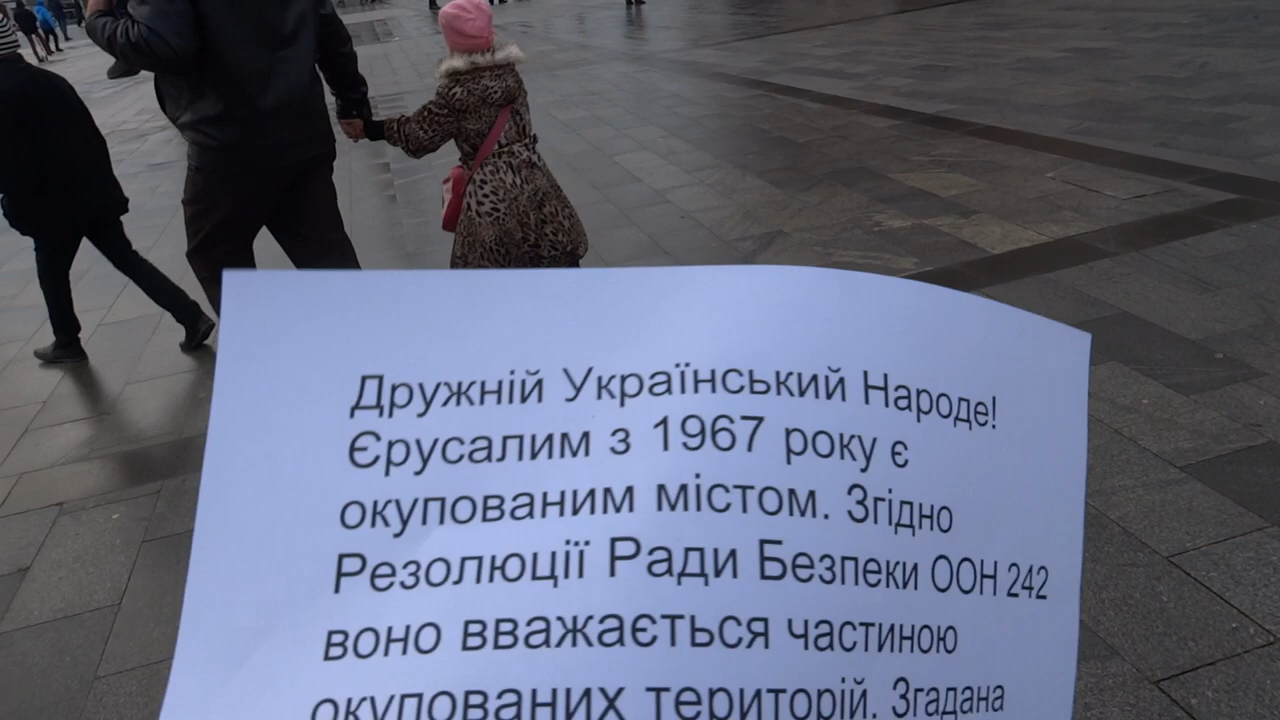 Дружній Український Народе!
Єрусалим з 1967 року є
окупованим містом. Згідно
Резолюції Ради Безпеки ООН 242
воно вважається частиною
окупованих територій. Згадана